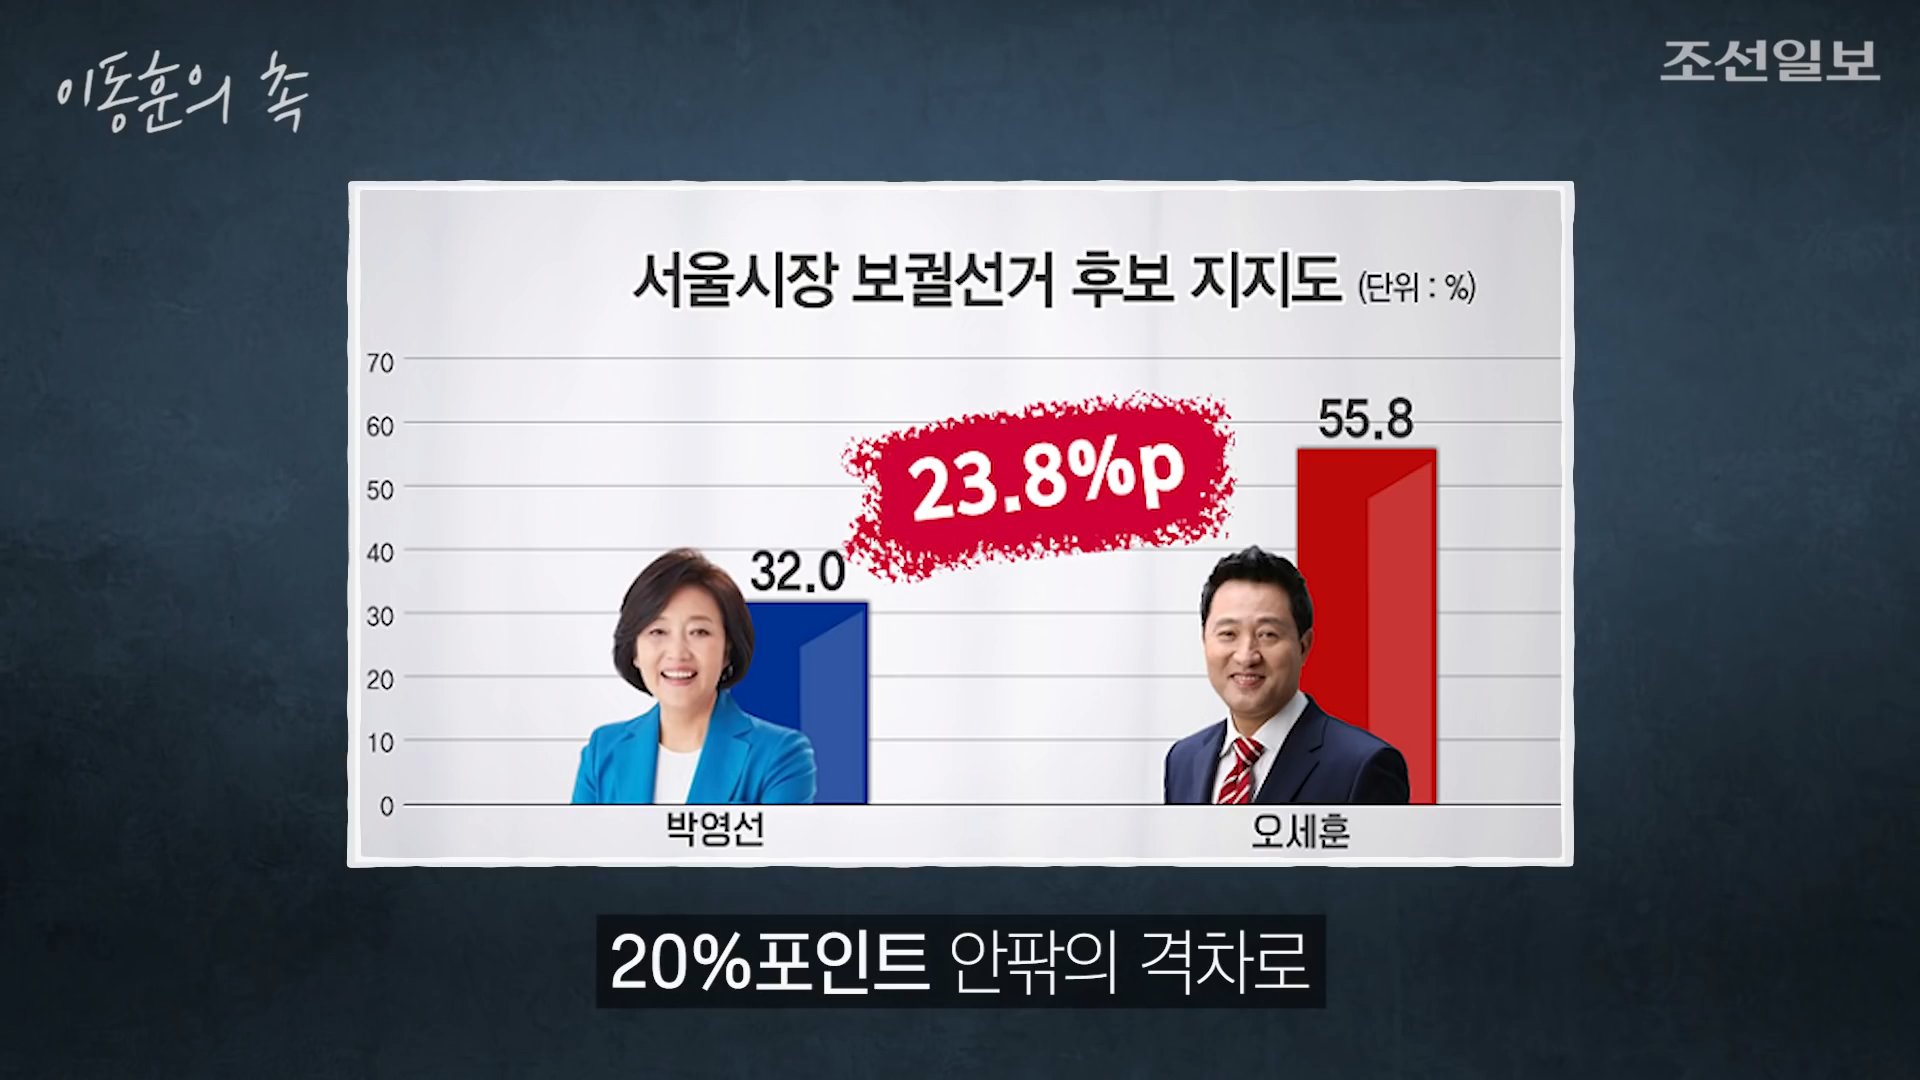 이동훈의 촉
조선일보
서울시장 보궐선거 후보 지지도 (단위 : %)
70
60
50
40
30
20
10
0
55.8
23.8%p
32.0
박영선
오세훈
20%포인트 안팎의 격차로